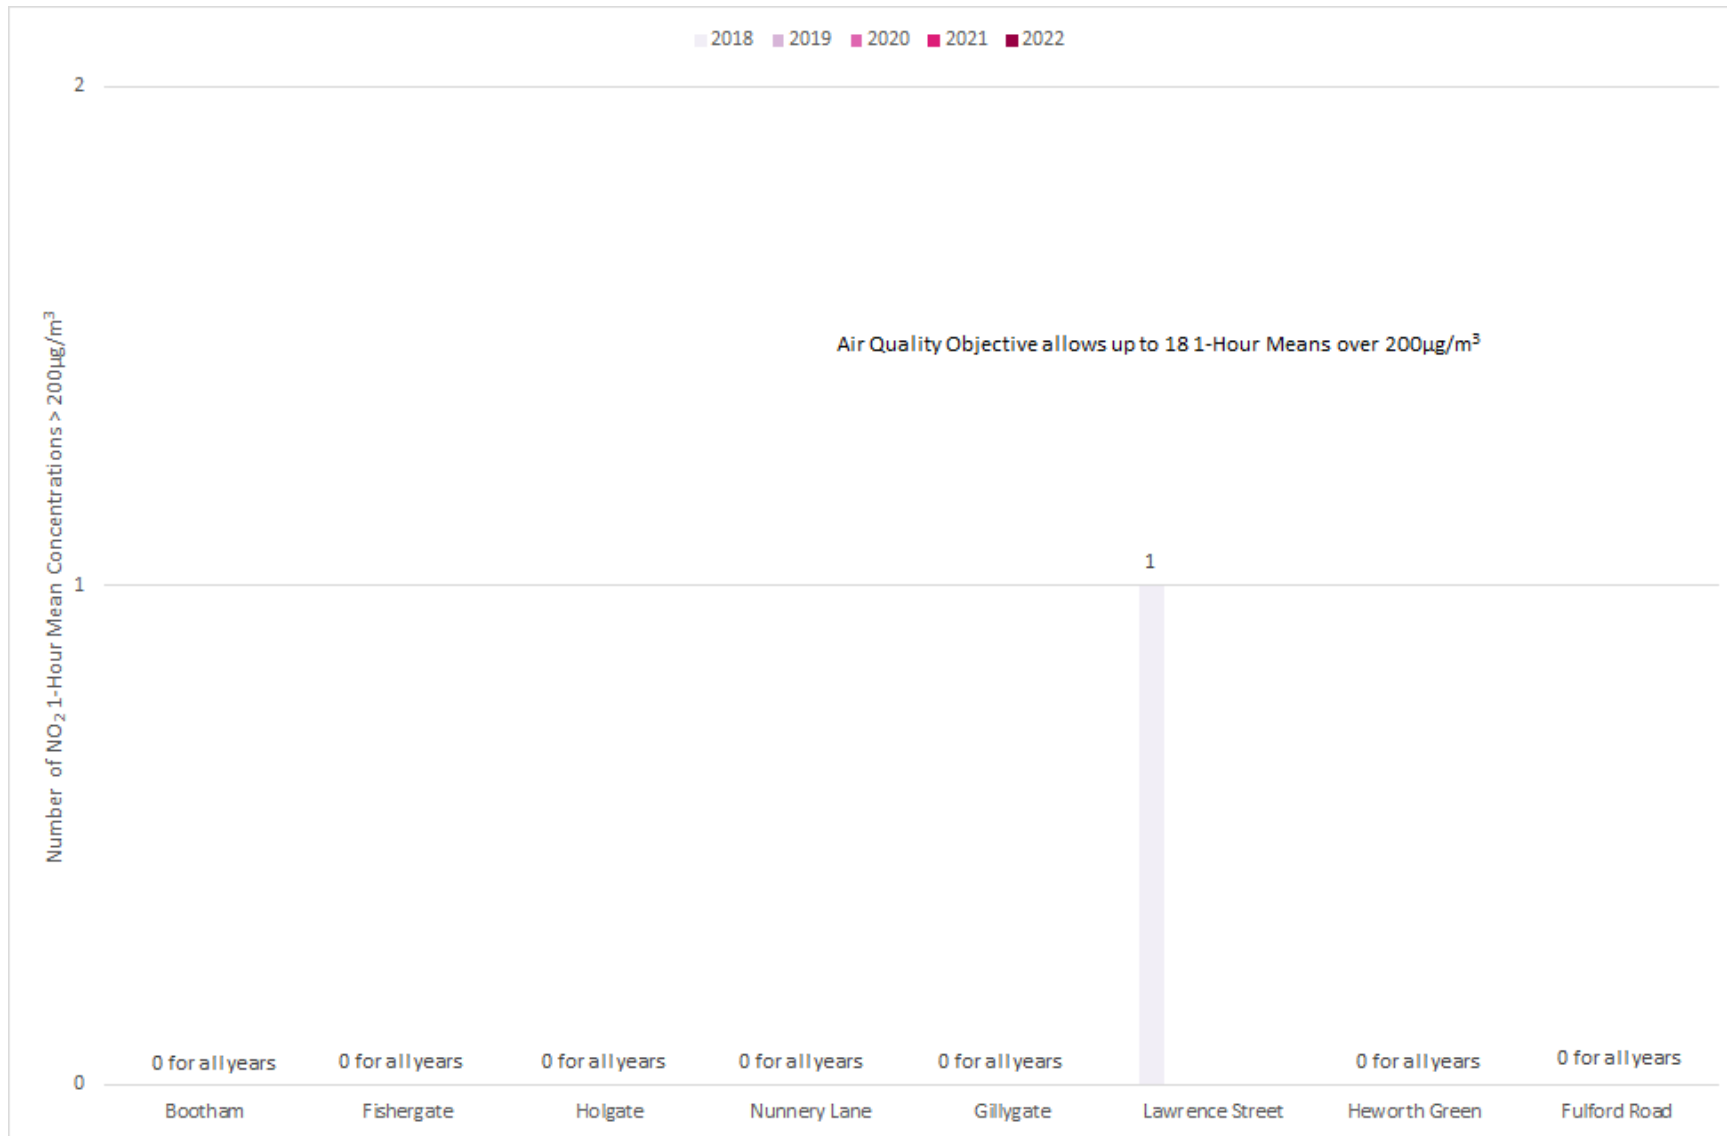 2018 2019 2020 2021 2022
2
Number of NO₂ 1-Hour Mean Concentrations > 200µg/m³
Air Quality Objective allows up to 18 1-Hour Means over 200µg/m³
1
1
0 for all years 0 for all years 0 for all years 0 for all years 0 for all years 0 for all years 0 for all years
0
Bootham Fishergate Holgate Nunnery Lane Gillygate Lawrence Street Heworth Green Fulford Road